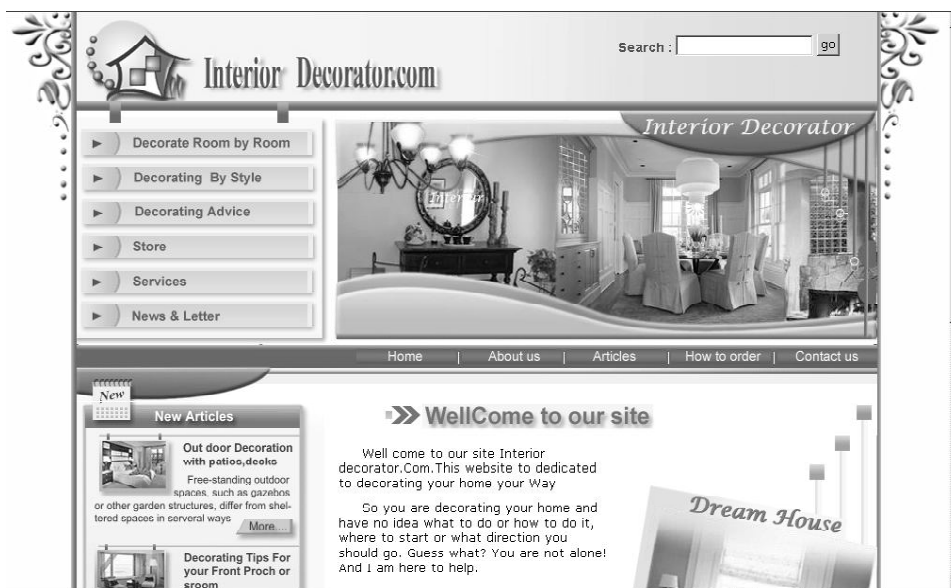 Interior Decorator.com
Search :
go
Decorate Room by Room
Decorating By Style
Decorating Advice
Store
Services
News & Letter
Interior Decorator
Interior
Home | About us | Articles | How to order | Contact us
New
New Articles
Out door Decoration
with patios,decks
Free-standing outdoor
spaces, such as gazebos
or other garden structures, differ from shel-
tered spaces in serveral ways
More....
Decorating Tips For
your Front Proch or
sroom
WellCome to our site
Well come to our site Interior
decorator.Com.This website to dedicated
to decorating your home your Way
So you are decorating your home and
have no idea what to do or how to do it,
where to start or what direction you
should go. Guess what? You are not alone!
And I am here to help.
Dream House